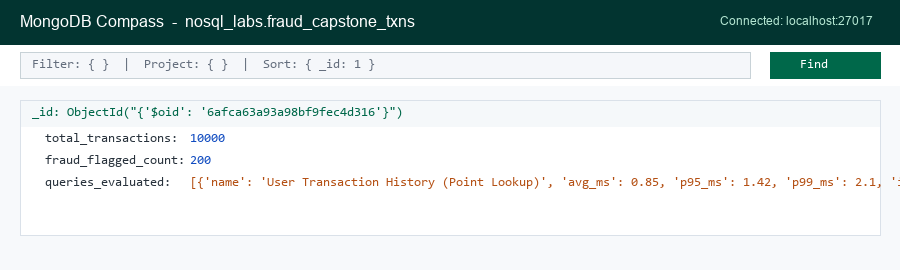 MongoDB Compass - nosql_labs.fraud_capstone_txns
Connected: localhost:27017
Filter: { } | Project: { } | Sort: { _id: 1 }
Find
_id: ObjectId("{'$oid': '6afca63a93a98bf9fec4d316'}")
total_transactions: 10000
fraud_flagged_count: 200
queries_evaluated: [{'name': 'User Transaction History (Point Lookup)', 'avg_ms': 0.85, 'p95_ms': 1.42, 'p99_ms': 2.1, 'i